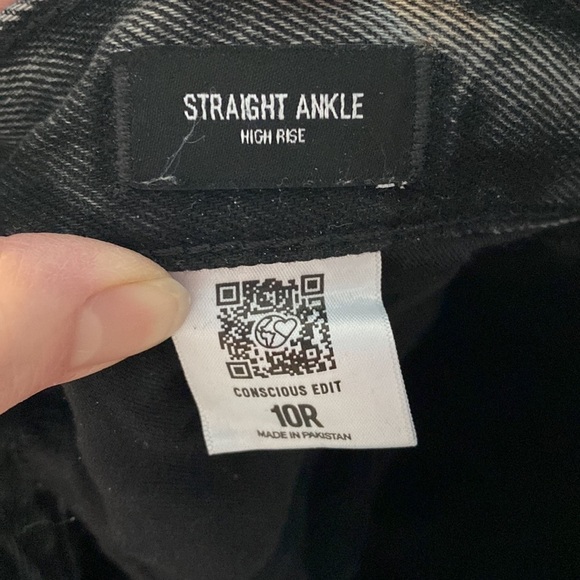 STRAIGHT ANKLE
HIGH RISE
CONSCIOUS EDIT
10R
MADE IN PAKISTAN